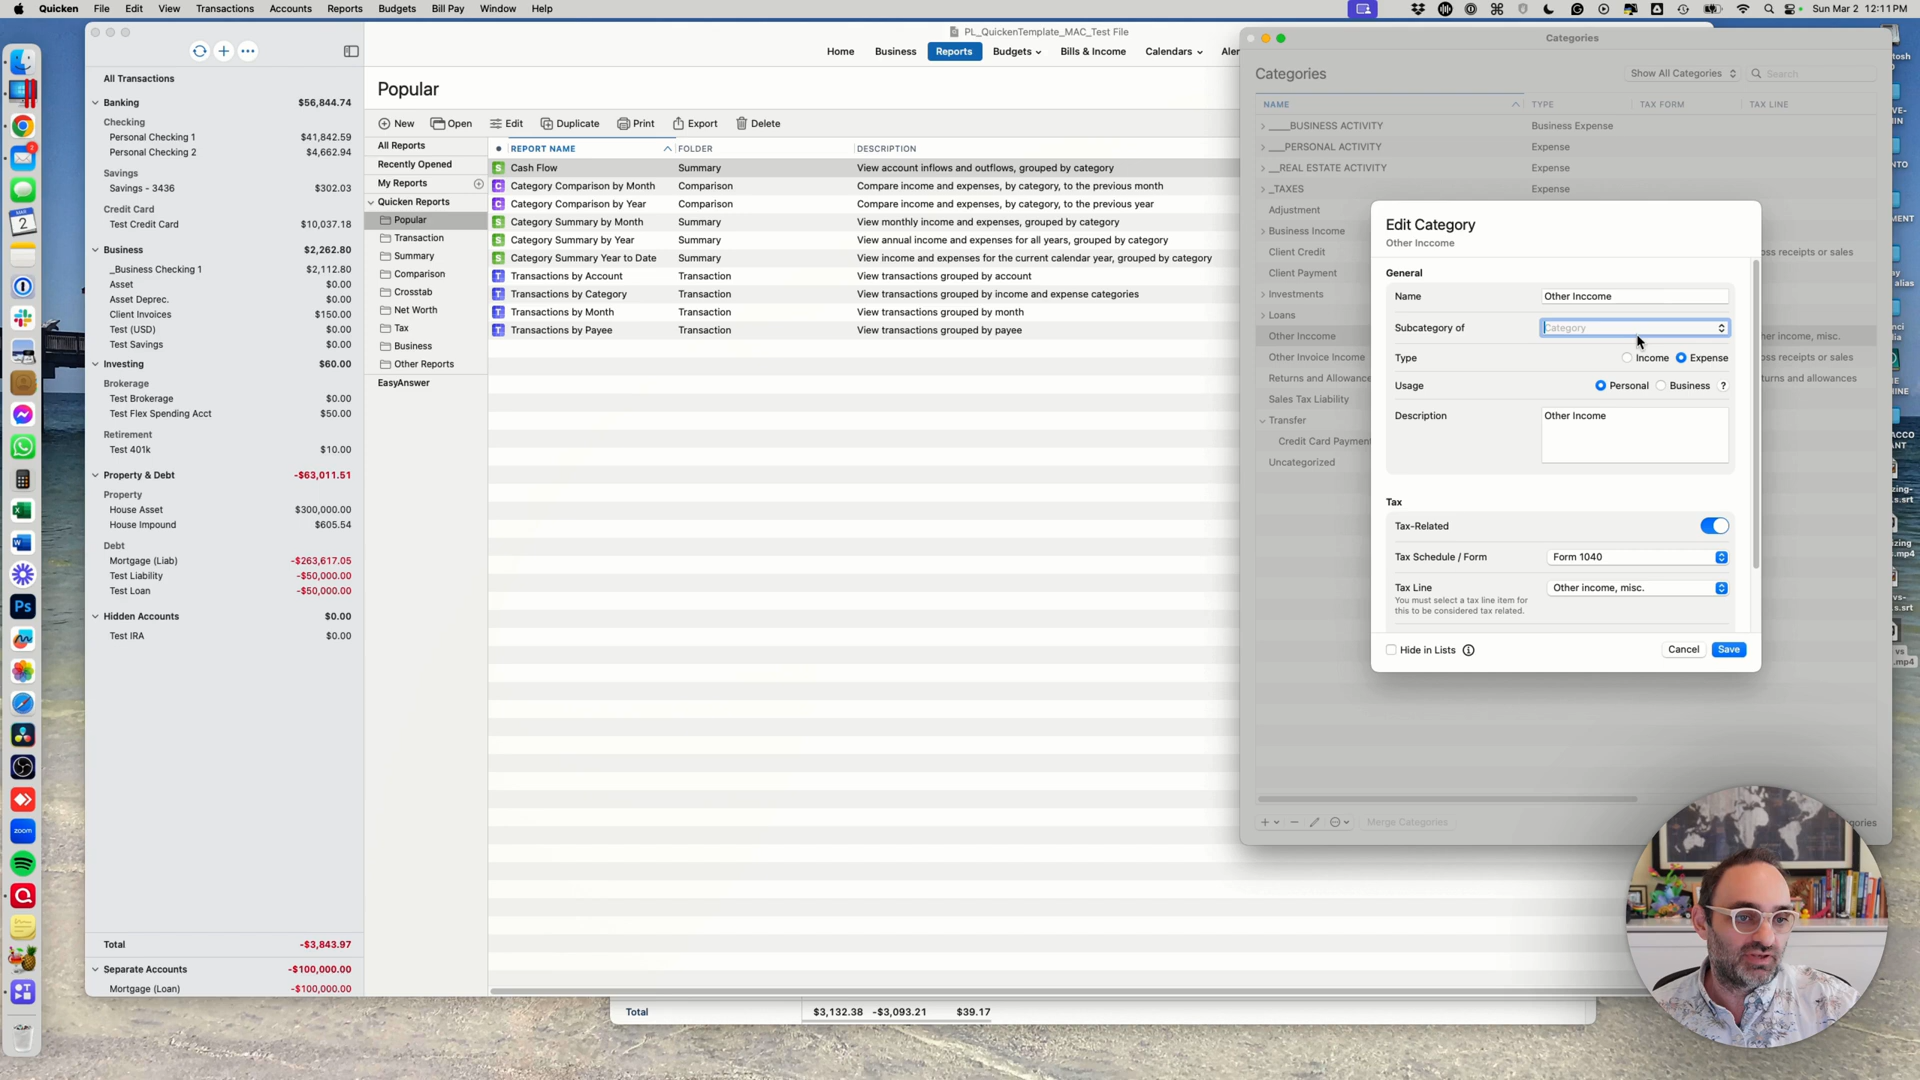 Quicken File Edit View Transactions Accounts Reports Budgets Bill Pay Window Help
Sun Mar 2 12:11 PM
All Transactions
Banking $56,844.74
Checking
Personal Checking 1 $41,842.59
Personal Checking 2 $4,662.94
Savings
Savings - 3436 $302.03
Credit Card
Test Credit Card $10,037.18
Business $2,262.80
_Business Checking 1 $2,112.80
Asset $0.00
Asset Deprec. $0.00
Client Invoices $150.00
Test (USD) $0.00
Test Savings $0.00
Investing $60.00
Brokerage
Test Brokerage $0.00
Test Flex Spending Acct $50.00
Retirement
Test 401k $10.00
Property & Debt -$63,011.51
Property
House Asset $300,000.00
House Impound $605.54
Debt
Mortgage (Liab) -$263,617.05
Test Liability -$50,000.00
Test Loan -$50,000.00
Hidden Accounts $0.00
Test IRA $0.00
Total -$3,843.97
Separate Accounts -$100,000.00
Mortgage (Loan) -$100,000.00
PL_QuickenTemplate_MAC_Test File
Home Business Reports Budgets Bills & Income Calendars Aler
Popular
New Open Edit Duplicate Print Export Delete
All Reports
Recently Opened
My Reports
Quicken Reports
Popular
Transaction
Summary
Comparison
Crosstab
Net Worth
Tax
Business
Other Reports
EasyAnswer
REPORT NAME FOLDER DESCRIPTION
Cash Flow Summary View account inflows and outflows, grouped by category
Category Comparison by Month Comparison Compare income and expenses, by category, to the previous month
Category Comparison by Year Comparison Compare income and expenses, by category, to the previous year
Category Summary by Month Summary View monthly income and expenses, grouped by category
Category Summary by Year Summary View annual income and expenses for all years, grouped by category
Category Summary Year to Date Summary View income and expenses for the current calendar year, grouped by category
Transactions by Account Transaction View transactions grouped by account
Transactions by Category Transaction View transactions grouped by income and expense categories
Transactions by Month Transaction View transactions grouped by month
Transactions by Payee Transaction View transactions grouped by payee
Total $3,132.38 -$3,093.21 $39.17
Categories
Categories Show All Categories Search
NAME TYPE TAX FORM TAX LINE
____BUSINESS ACTIVITY Business Expense
___PERSONAL ACTIVITY Expense
__REAL ESTATE ACTIVITY Expense
_TAXES Expense
Adjustment
Business Income
Client Credit oss receipts or sales
Client Payment
Investments
Loans
Other Inccome her income, misc.
Other Invoice Income oss receipts or sales
Returns and Allowance turns and allowances
Sales Tax Liability
Transfer
Credit Card Paymen
Uncategorized
Merge Categories
gories
Edit Category
Other Inccome
General
Name Other Inccome
Subcategory of Category
Type Income Expense
Usage Personal Business ?
Description Other Income
Tax
Tax-Related
Tax Schedule / Form Form 1040
Tax Line Other income, misc.
You must select a tax line item for
this to be considered tax related.
Hide in Lists Cancel Save